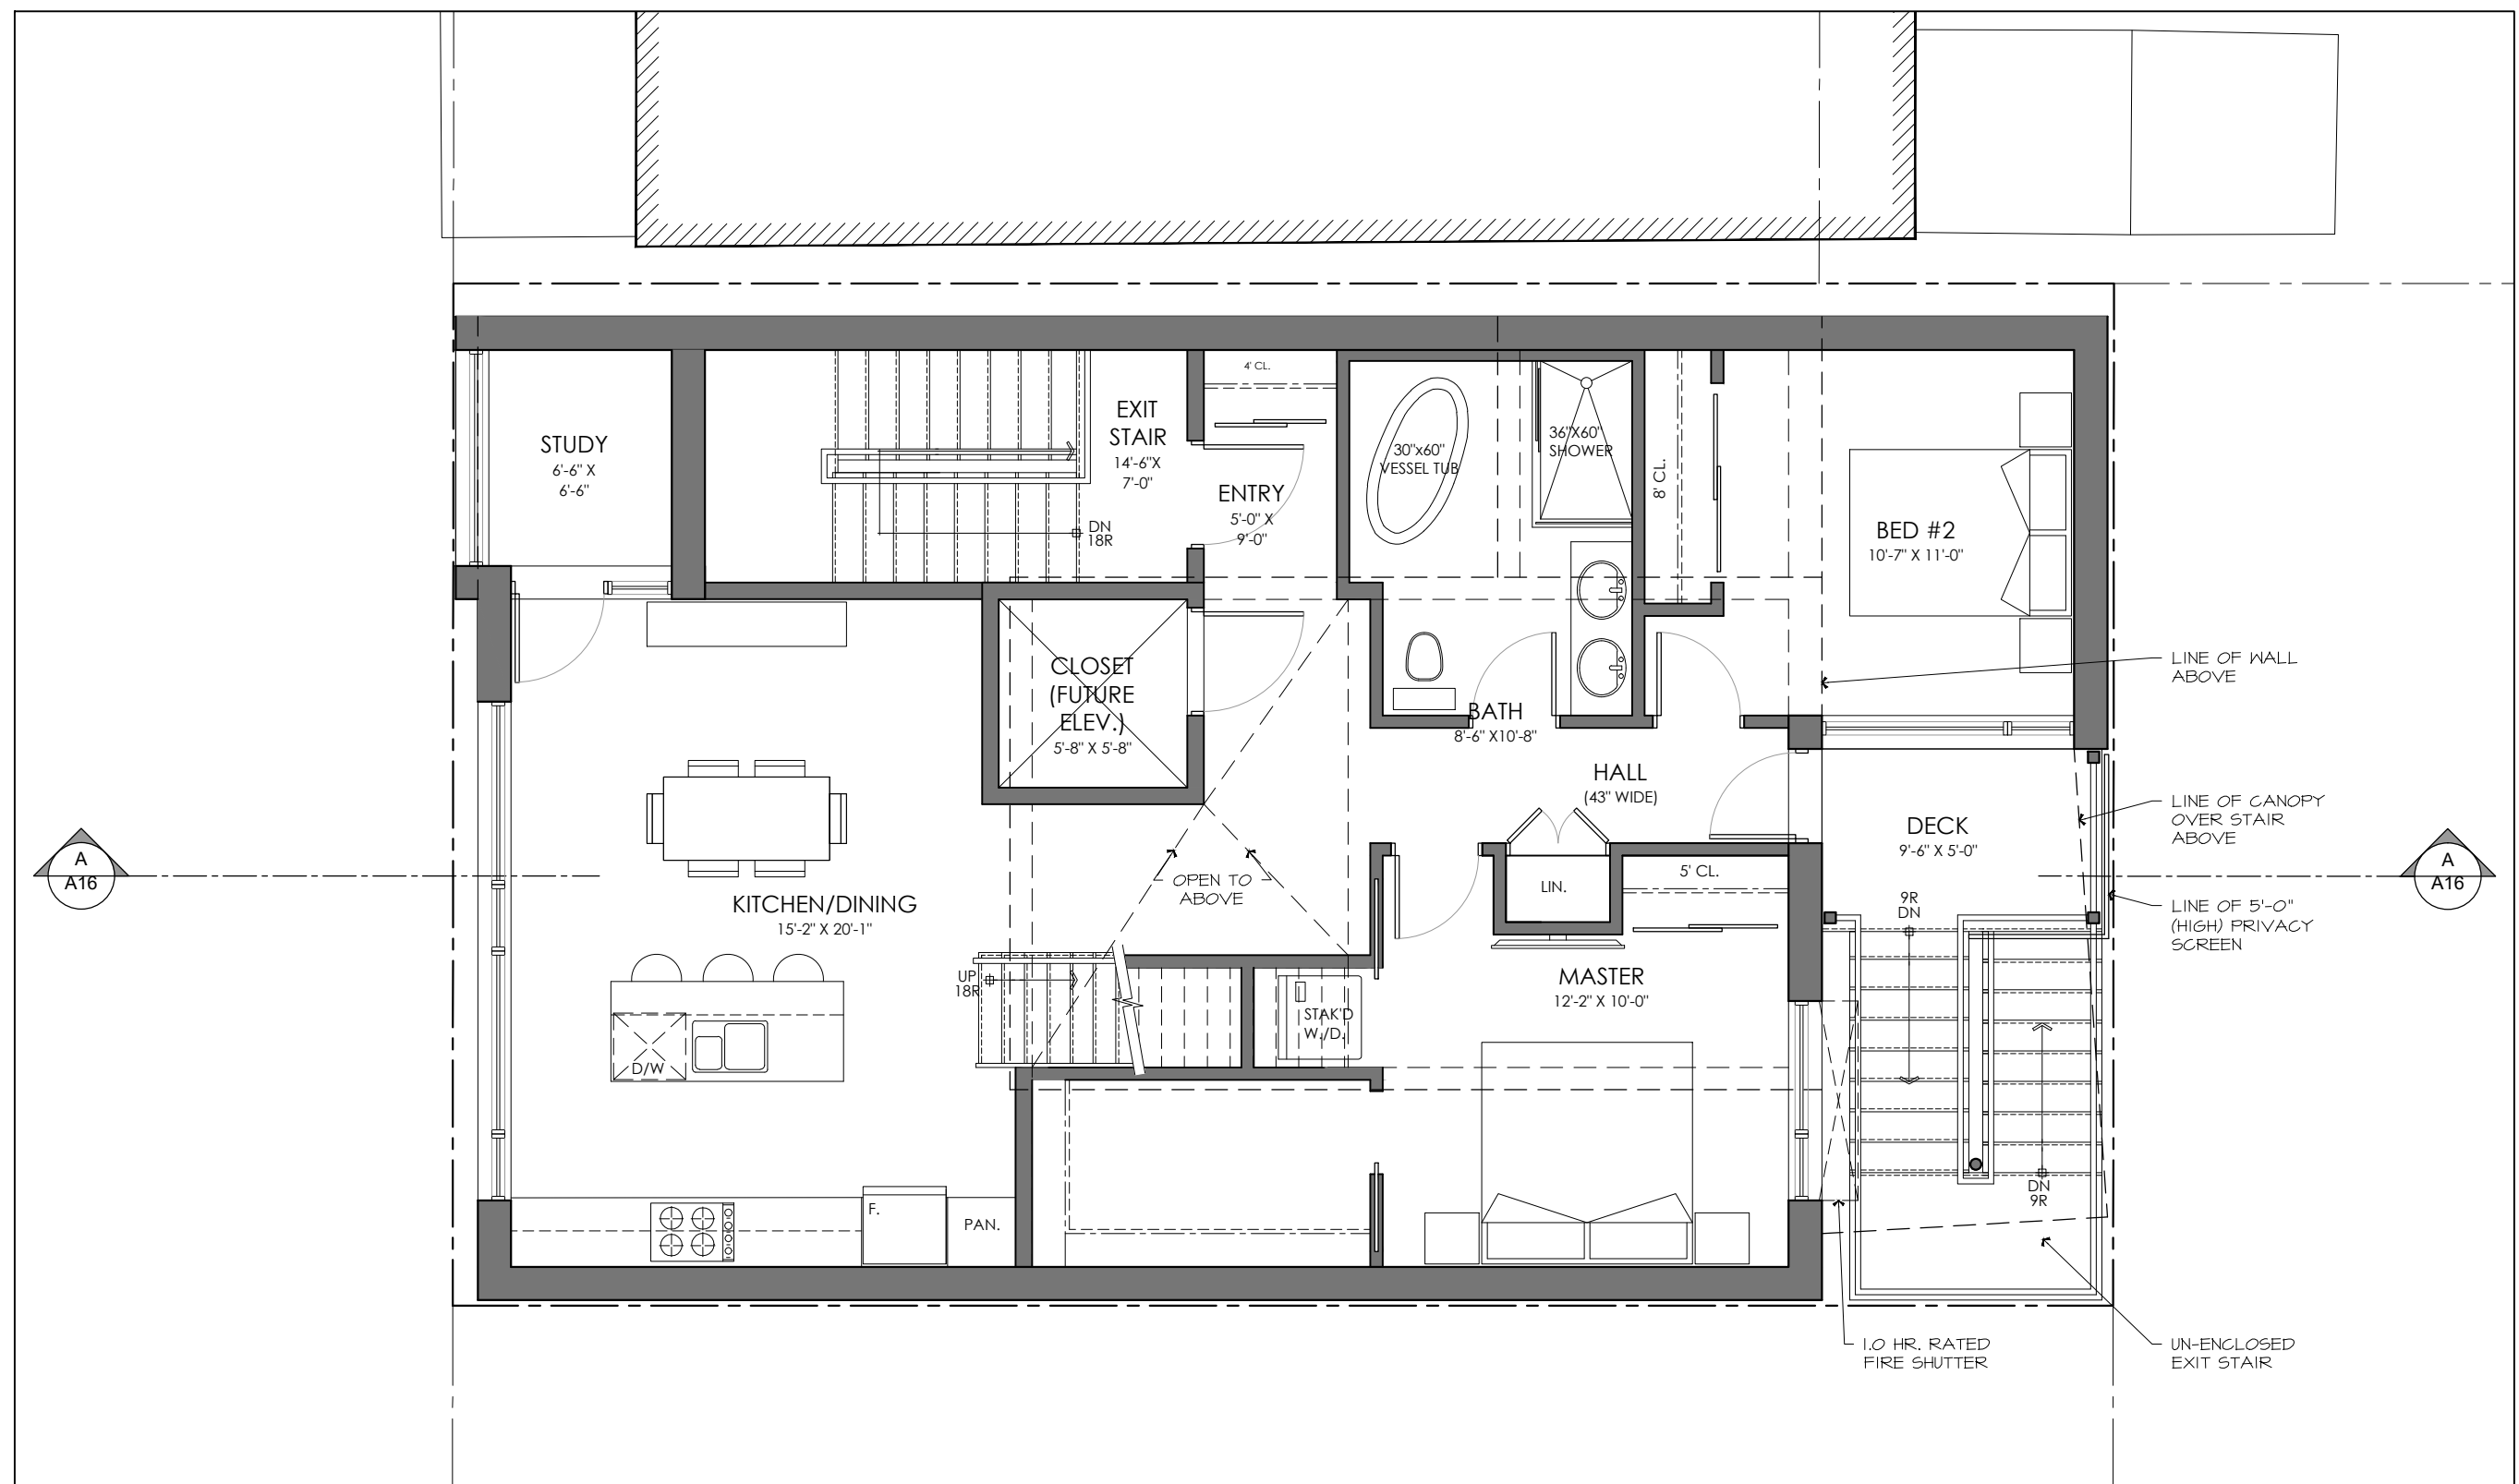 4' CL.
EXIT
STAIR
14'-6"X
7'-0"
STUDY
6'-6" X
6'-6"
30"x60"
VESSEL TUB
36"X60"
SHOWER
8' CL.
ENTRY
5'-0" X
9'-0"
DN
18R
BED #2
10'-7" X 11'-0"
CLOSET
(FUTURE
ELEV.)
5'-8" X 5'-8"
LINE OF WALL
ABOVE
BATH
8'-6" X10'-8"
HALL
(43" WIDE)
LINE OF CANOPY
OVER STAIR
ABOVE
DECK
9'-6" X 5'-0"
A
A16
OPEN TO
ABOVE
LIN.
5' CL.
9R
DN
A
A16
KITCHEN/DINING
15'-2" X 20'-1"
LINE OF 5'-0"
(HIGH) PRIVACY
SCREEN
UP
18R
MASTER
12'-2" X 10'-0"
STAK'D
W./D.
D/W
DN
9R
F.
PAN.
1.0 HR. RATED
FIRE SHUTTER
UN-ENCLOSED
EXIT STAIR